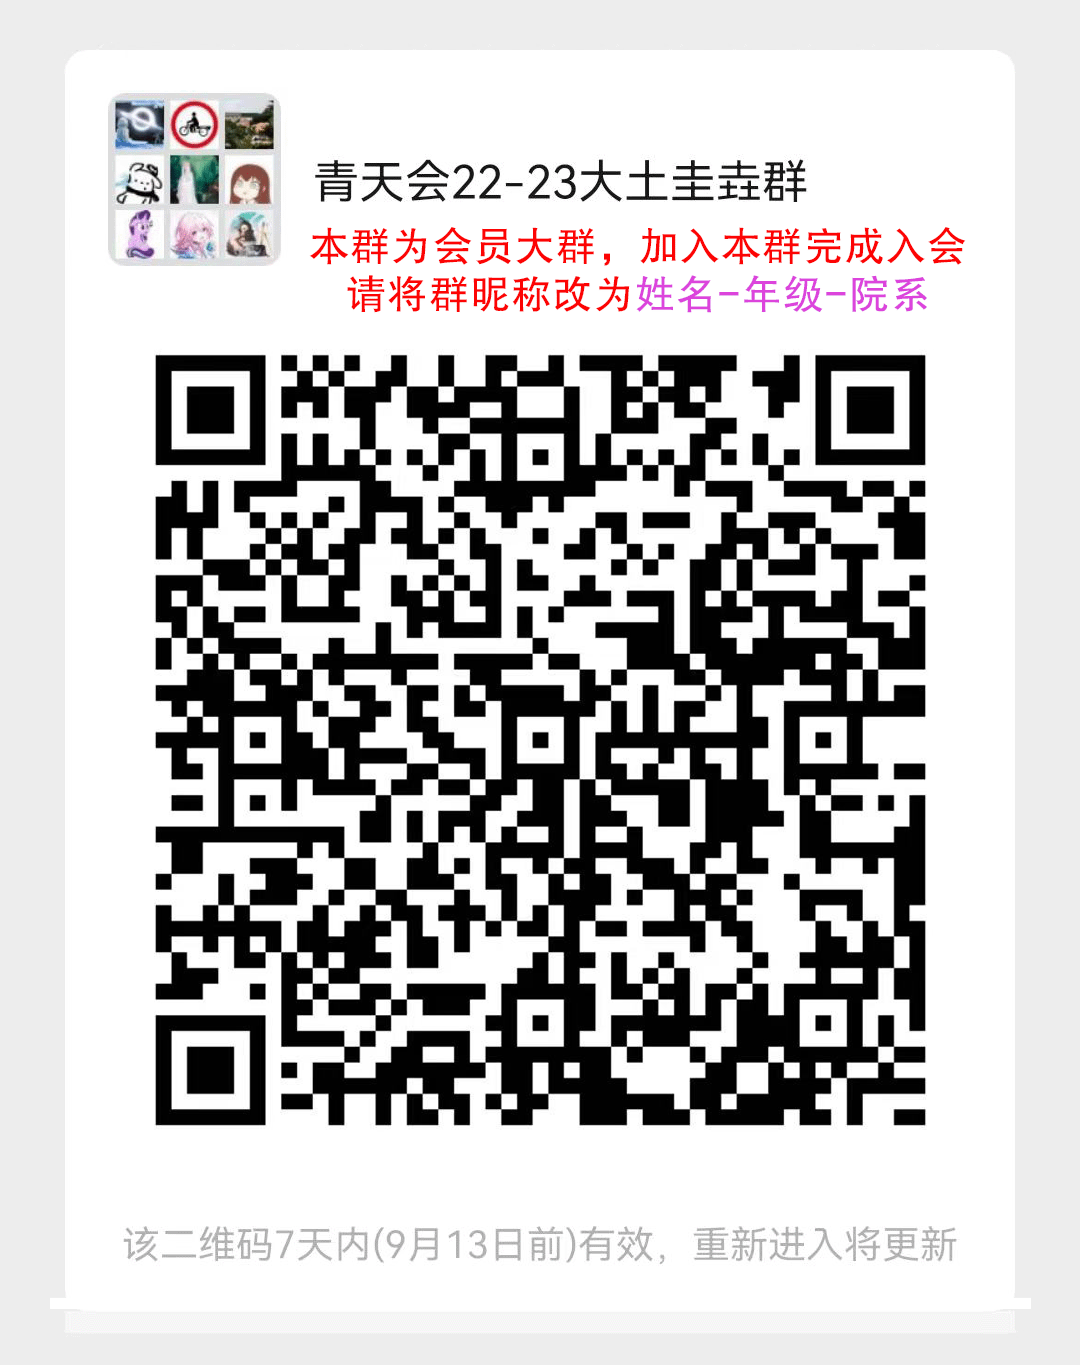 青天会22-23大土圭垚群
本群为会员大群，加入本群完成入会
请将群昵称改为姓名-年级-院系
该二维码7天内(9月13日前)有效，重新进入将更新